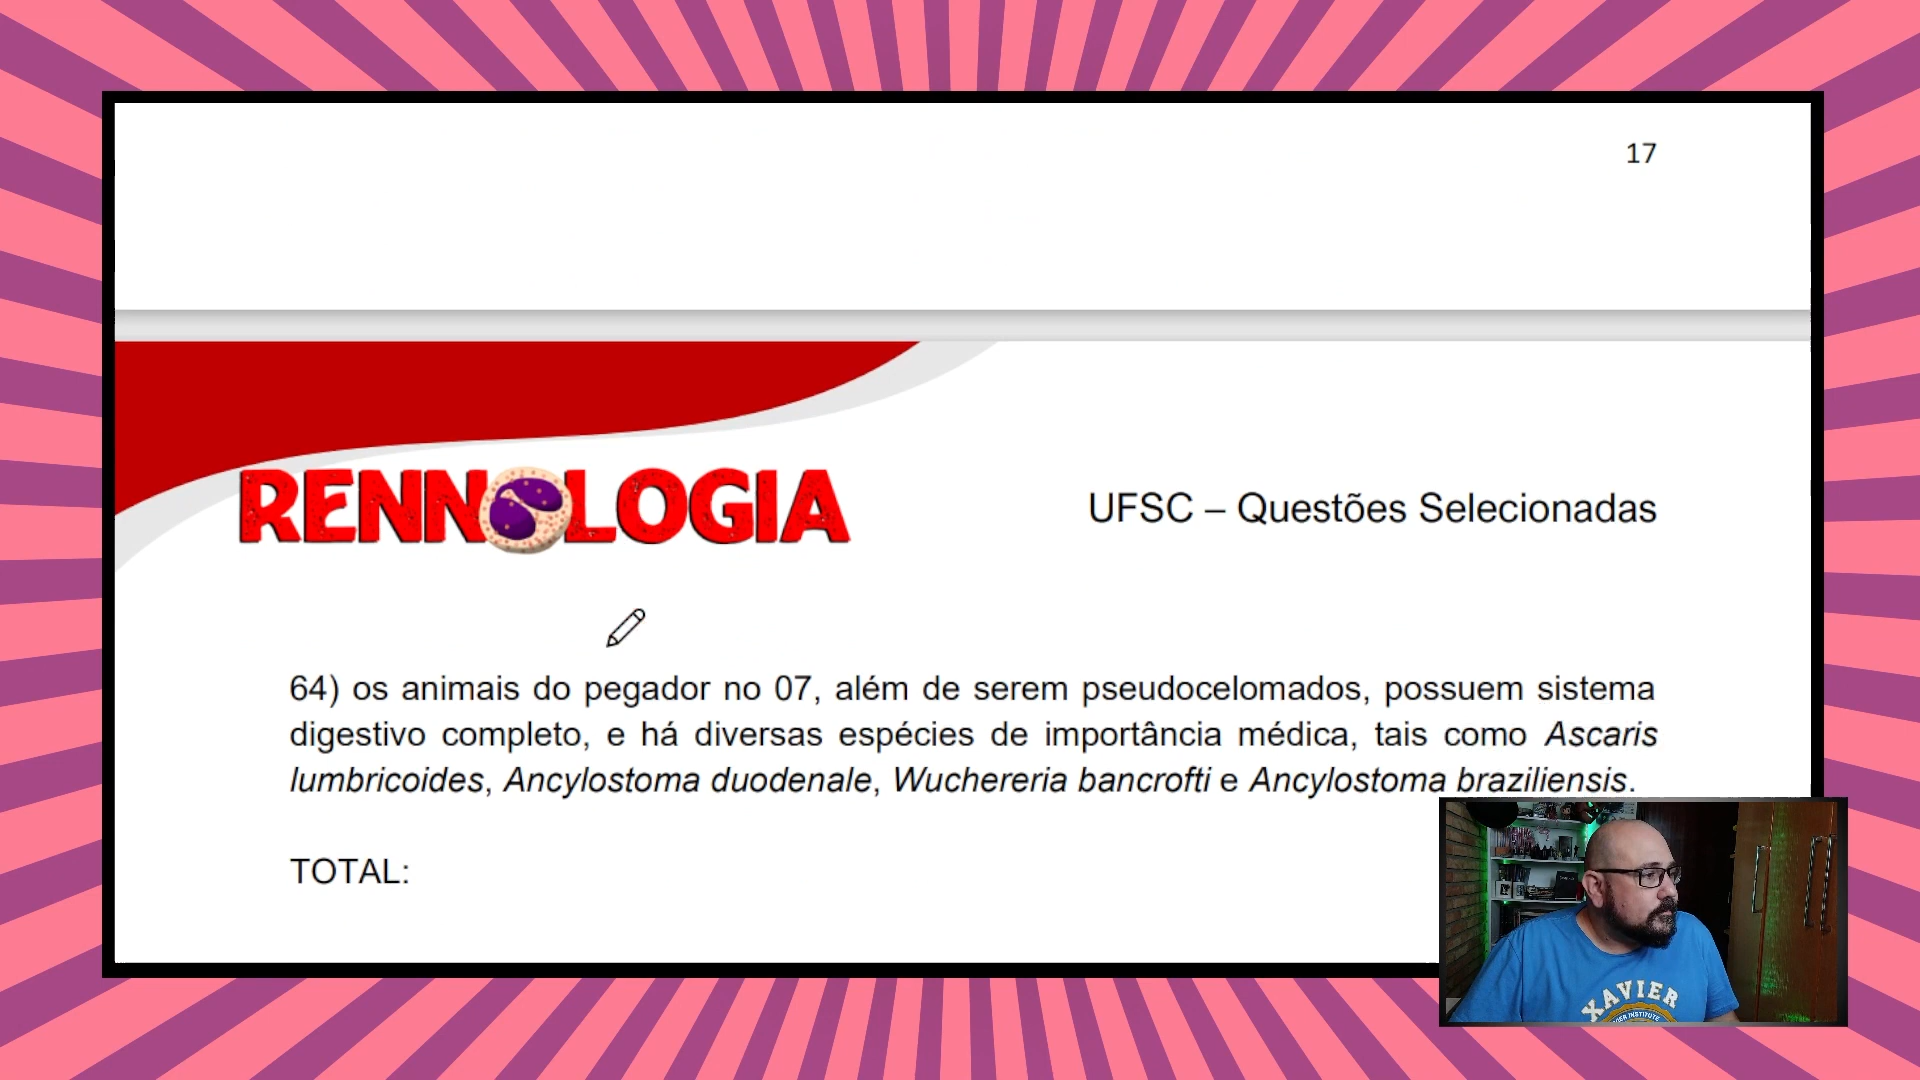 17
RENNOLOGIA
UFSC – Questões Selecionadas
64) os animais do pegador no 07, além de serem pseudocelomados, possuem sistema
digestivo completo, e há diversas espécies de importância médica, tais como Ascaris
lumbricoides, Ancylostoma duodenale, Wuchereria bancrofti e Ancylostoma braziliensis.
TOTAL:
XAVIER
INSTITUTE